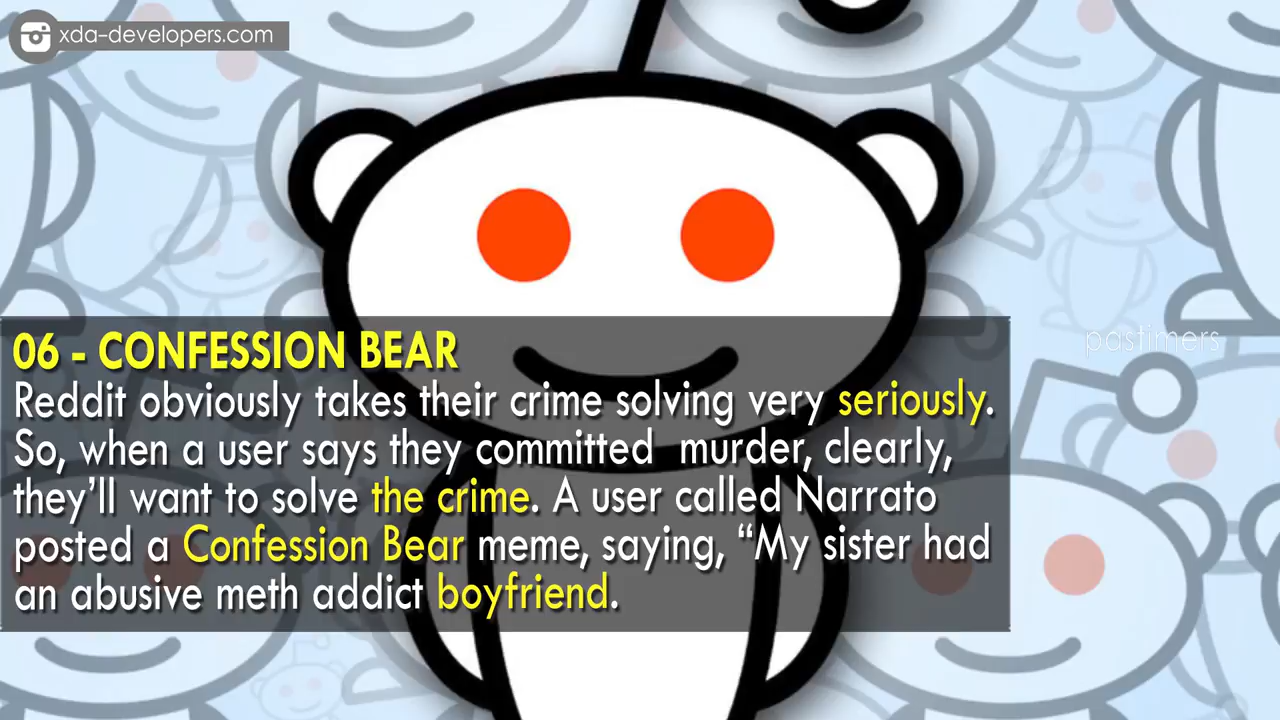 xda-developers.com
06 - CONFESSION BEAR
Reddit obviously takes their crime solving very seriously.
So, when a user says they committed  murder, clearly,
they’ll want to solve the crime. A user called Narrato
posted a Confession Bear meme, saying, “My sister had
an abusive meth addict boyfriend.
pastimers